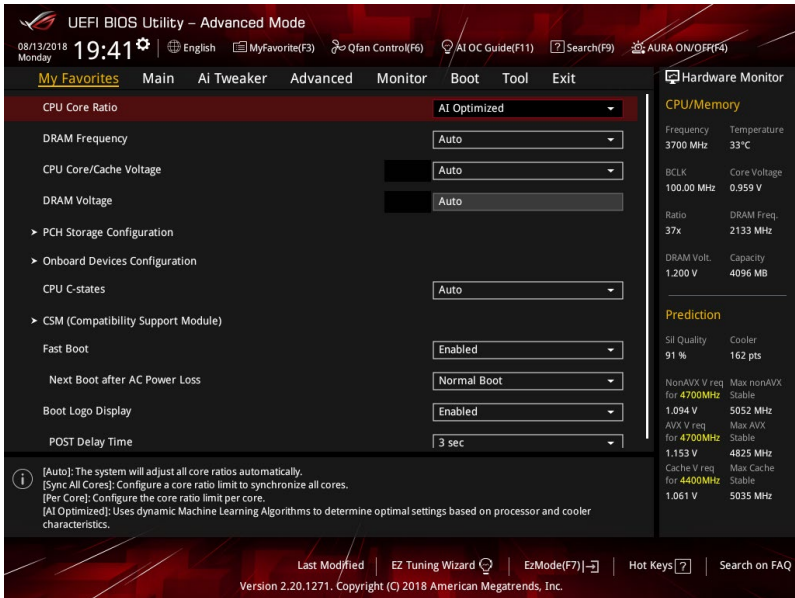 UEFI BIOS Utility – Advanced Mode
08/13/2018 Monday 19:41 English MyFavorite(F3) Qfan Control(F6) AI OC Guide(F11) Search(F9) AURA ON/OFF(F4)
My Favorites Main Ai Tweaker Advanced Monitor Boot Tool Exit
CPU Core Ratio AI Optimized
DRAM Frequency Auto
CPU Core/Cache Voltage Auto
DRAM Voltage Auto
> PCH Storage Configuration
> Onboard Devices Configuration
CPU C-states Auto
> CSM (Compatibility Support Module)
Fast Boot Enabled
Next Boot after AC Power Loss Normal Boot
Boot Logo Display Enabled
POST Delay Time 3 sec
[Auto]: The system will adjust all core ratios automatically.
[Sync All Cores]: Configure a core ratio limit to synchronize all cores.
[Per Core]: Configure the core ratio limit per core.
[AI Optimized]: Uses dynamic Machine Learning Algorithms to determine optimal settings based on processor and cooler
characteristics.
Hardware Monitor
CPU/Memory
Frequency Temperature
3700 MHz 33°C
BCLK Core Voltage
100.00 MHz 0.959 V
Ratio DRAM Freq.
37x 2133 MHz
DRAM Volt. Capacity
1.200 V 4096 MB
Prediction
Sil Quality Cooler
91 % 162 pts
NonAVX V req Max nonAVX
for 4700MHz Stable
1.094 V 5052 MHz
AVX V req Max AVX
for 4700MHz Stable
1.153 V 4825 MHz
Cache V req Max Cache
for 4400MHz Stable
1.061 V 5035 MHz
Last Modified EZ Tuning Wizard EzMode(F7) Hot Keys ? Search on FAQ
Version 2.20.1271. Copyright (C) 2018 American Megatrends, Inc.